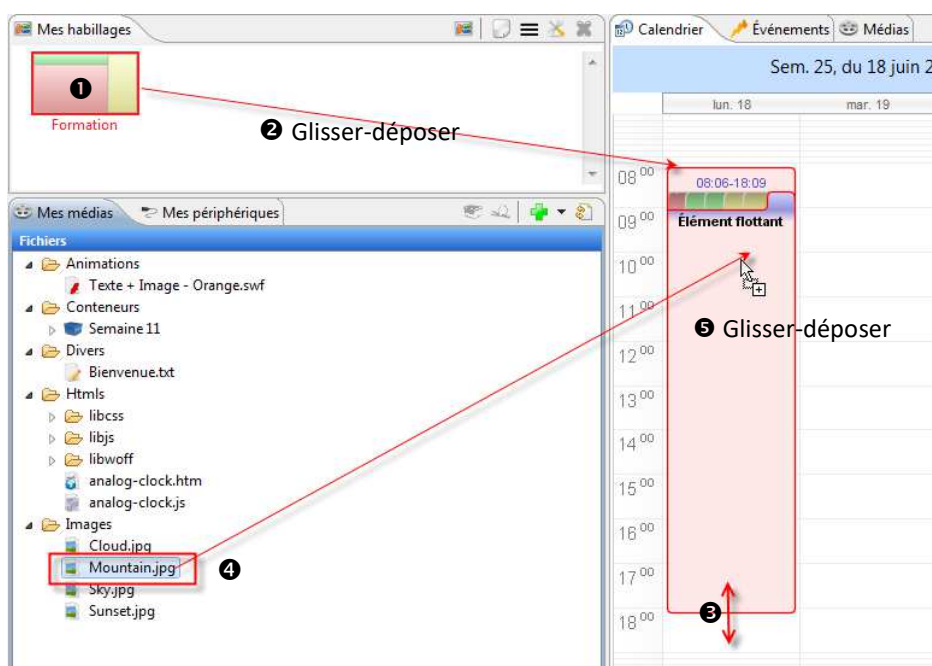 Mes habillages
❶
Formation
❷ Glisser-déposer
Mes médias
Mes périphériques
Fichiers
Animations
Texte + Image - Orange.swf
Conteneurs
Semaine 11
Divers
Bienvenue.txt
Htmls
libcss
libjs
libwoff
analog-clock.htm
analog-clock.js
Images
Cloud.jpg
Mountain.jpg
❹
Sky.jpg
Sunset.jpg
Calendrier
Événements
Médias
Sem. 25, du 18 juin 2
lun. 18
mar. 19
08 00
08:06-18:09
09 00
Élément flottant
10 00
11 00
❺ Glisser-déposer
12 00
13 00
14 00
15 00
16 00
17 00
❸
18 00